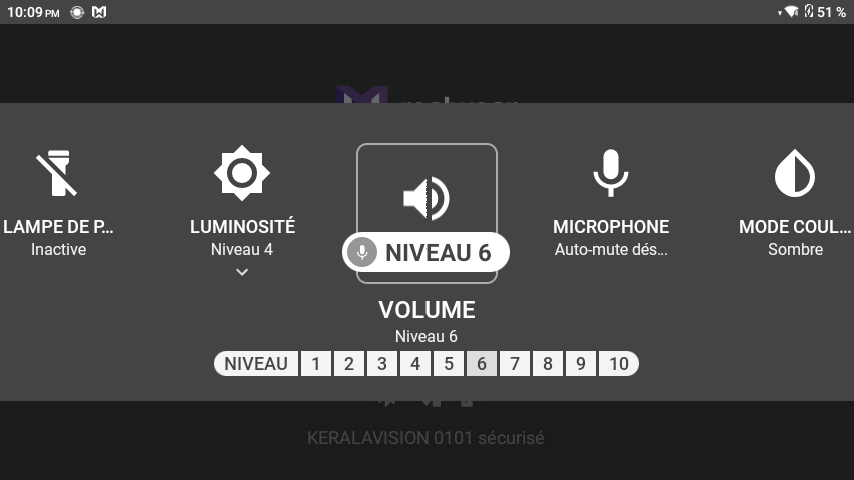 10:09 PM
51 %
LAMPE DE P...
Inactive
LUMINOSITÉ
Niveau 4
NIVEAU 6
MICROPHONE
Auto-mute dés...
MODE COUL...
Sombre
VOLUME
Niveau 6
NIVEAU 1 2 3 4 5 6 7 8 9 10
KERALAVISION 0101 sécurisé